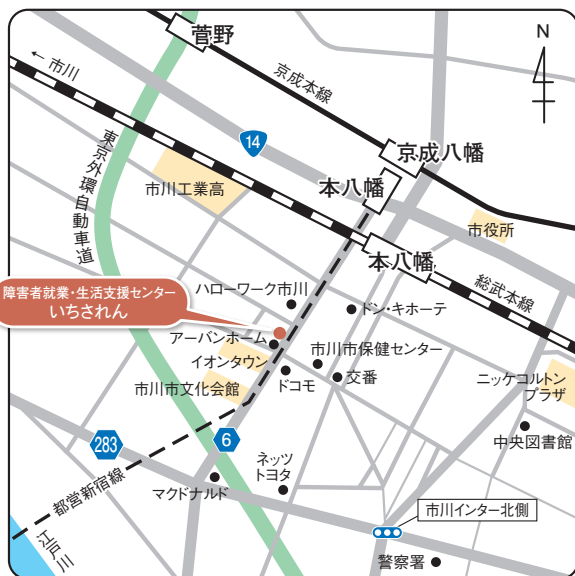 菅野
N
← 市川
京成本線
14
京成八幡
本八幡
市川工業高
東京外環自動車道
市役所
本八幡
総武本線
ハローワーク市川
障害者就業・生活支援センター
いちされん
ドン・キホーテ
アーバンホーム
イオンタウン
市川市保健センター
ドコモ
交番
市川市文化会館
ニッケコルトン
プラザ
中央図書館
283
6
ネッツ
トヨタ
都営新宿線
マクドナルド
市川インター北側
江戸川
警察署